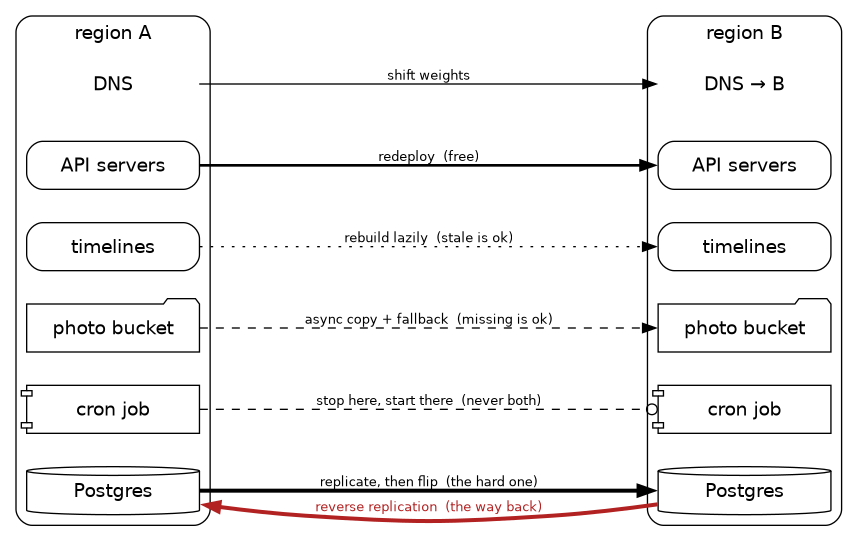 region A
region B
DNS
shift weights
DNS → B
API servers
redeploy (free)
API servers
timelines
rebuild lazily (stale is ok)
timelines
photo bucket
async copy + fallback (missing is ok)
photo bucket
cron job
stop here, start there (never both)
cron job
Postgres
replicate, then flip (the hard one)
Postgres
reverse replication (the way back)